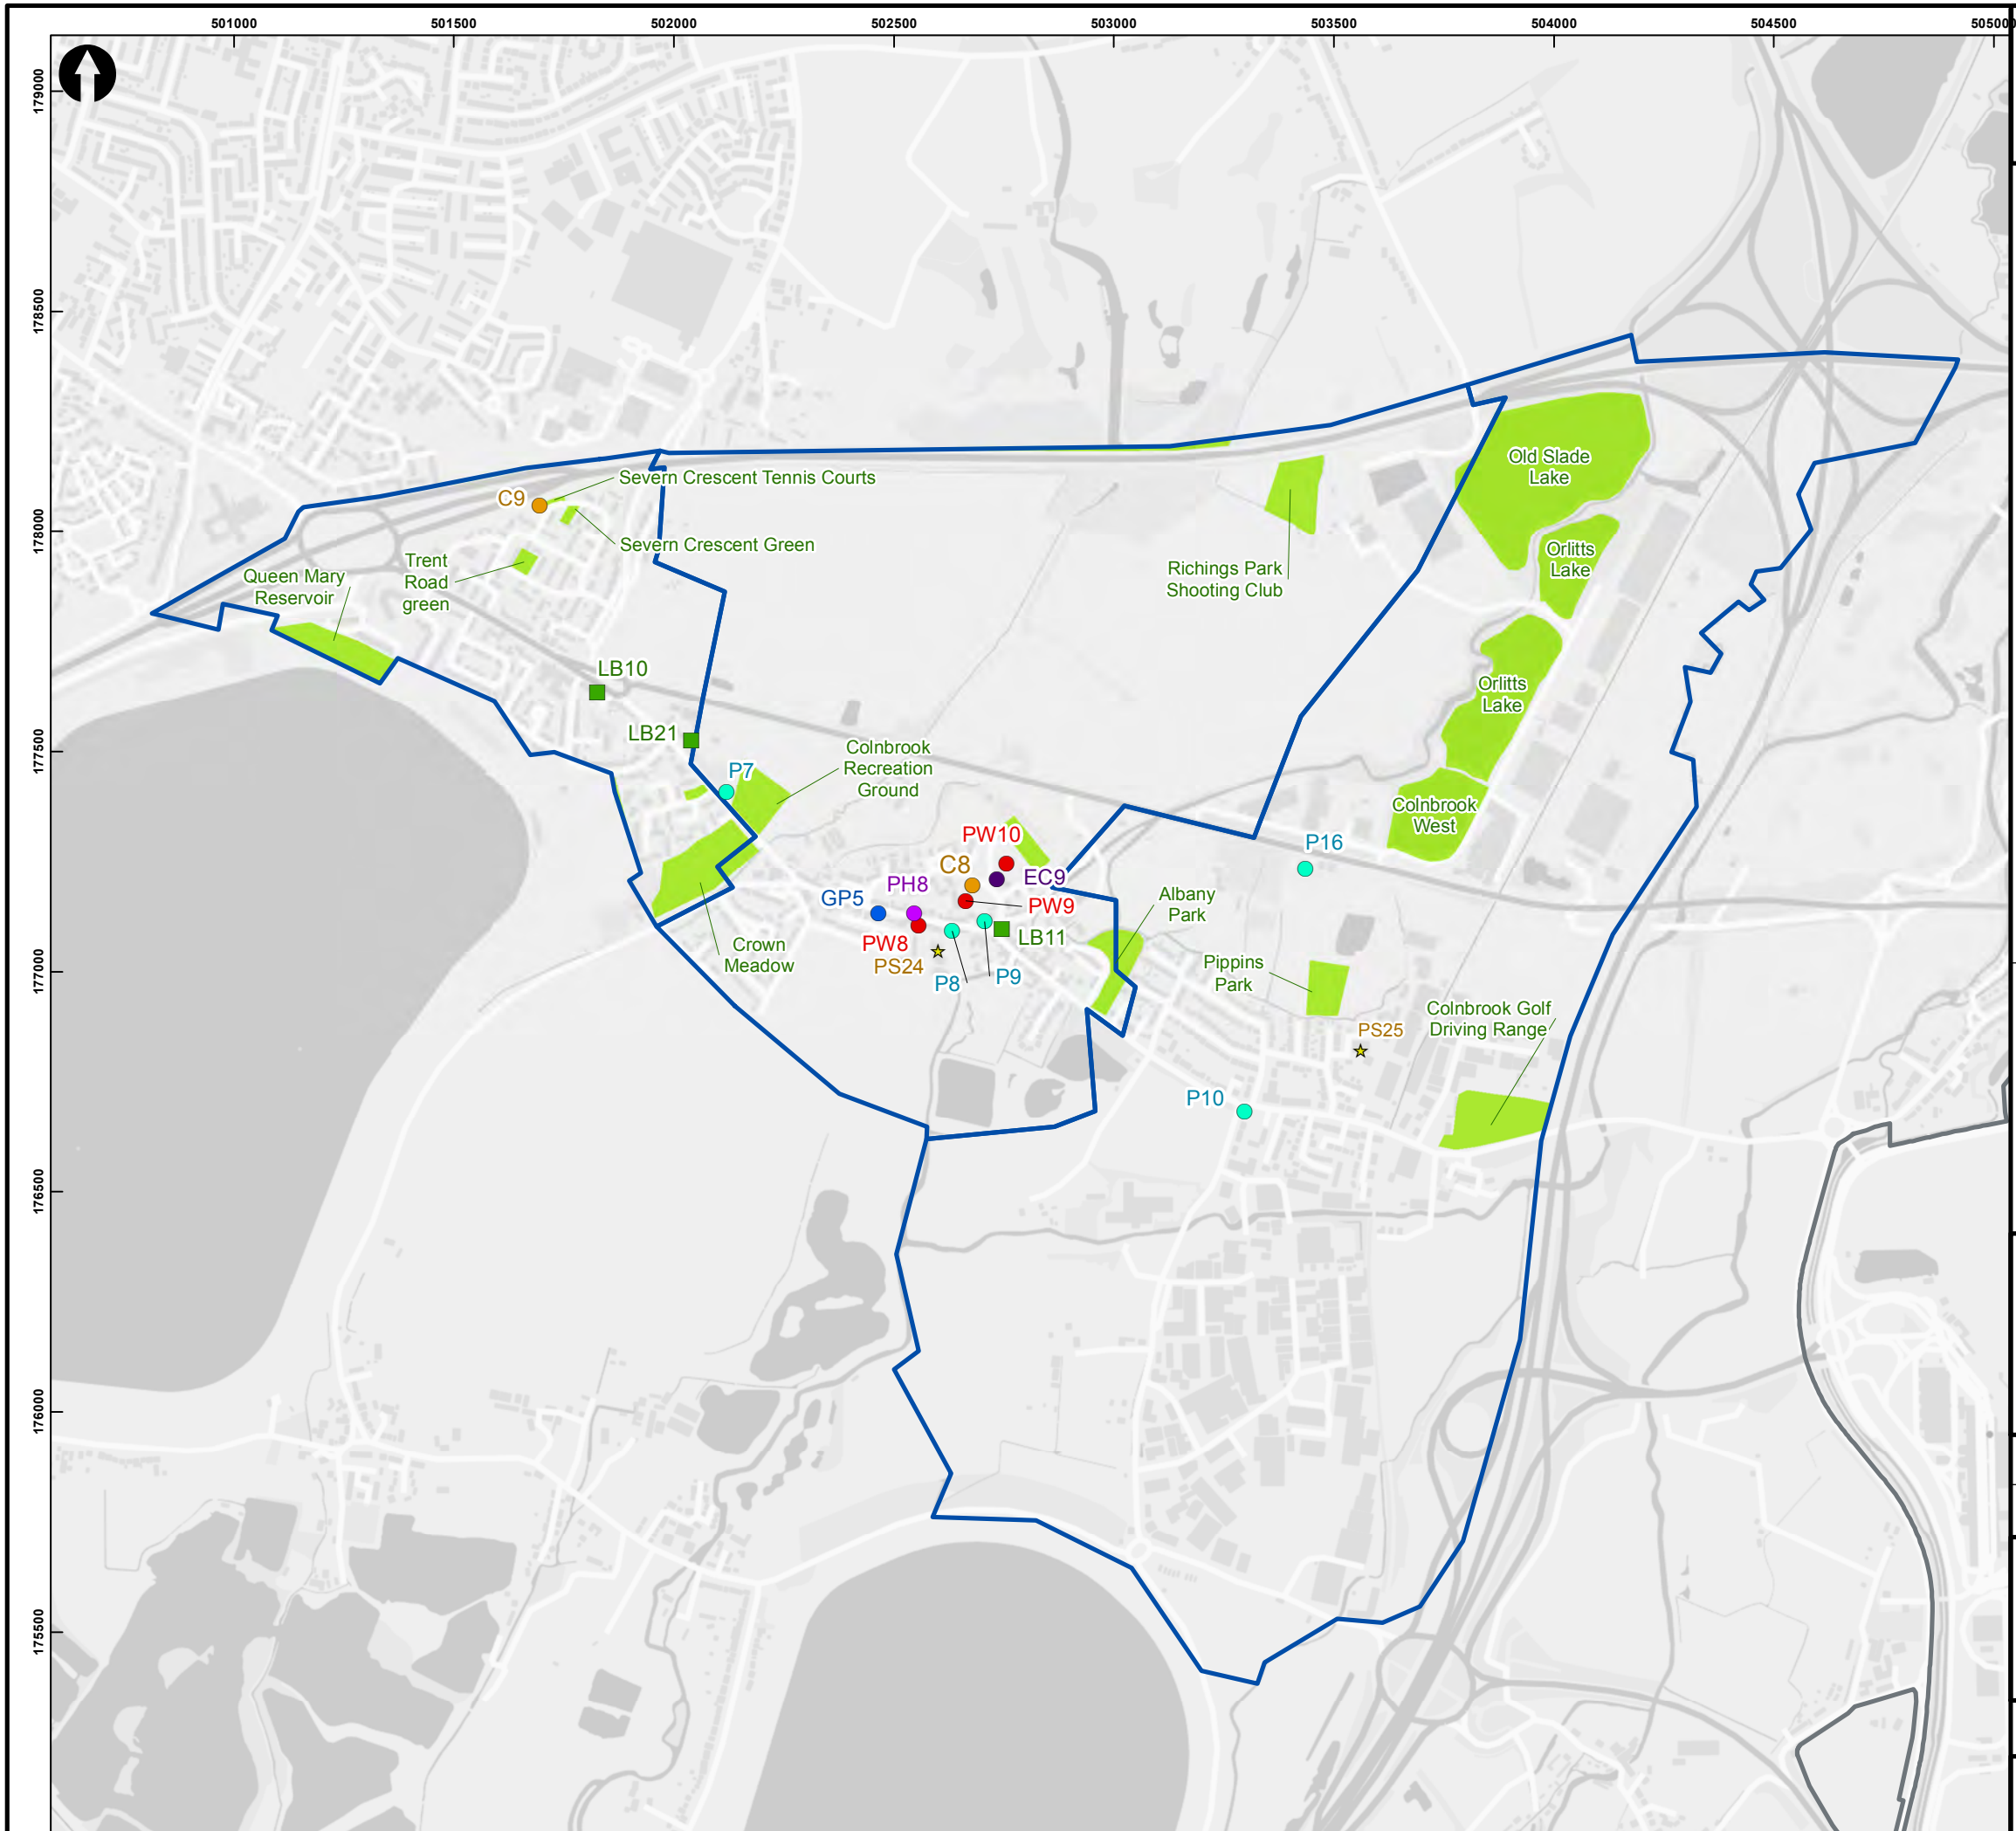 501000
501500
502000
502500
503000
503500
504000
504500
505000
179000
178500
178000
177500
177000
176500
176000
175500
Old Slade
Lake
Severn Crescent Tennis Courts
C9
Severn Crescent Green
Orlitts
Lake
Trent
Road
green
Queen Mary
Reservoir
Richings Park
Shooting Club
LB10
Orlitts
Lake
LB21
Colnbrook
Recreation
Ground
P7
Colnbrook
West
PW10
P16
C8
EC9
PH8
GP5
PW9
Albany
Park
PW8
LB11
Crown
Meadow
PS24
P8
P9
Pippins
Park
Colnbrook Golf
Driving Range
PS25
P10